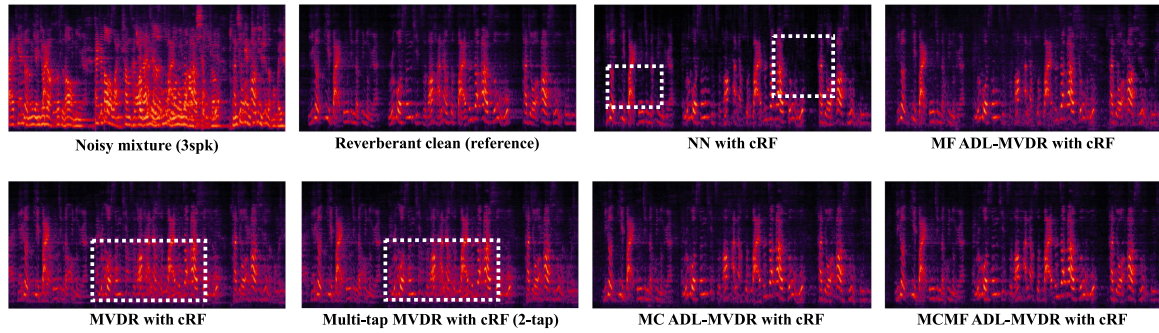 Noisy mixture (3spk)
Reverberant clean (reference)
NN with cRF
MF ADL-MVDR with cRF
MVDR with cRF
Multi-tap MVDR with cRF (2-tap)
MC ADL-MVDR with cRF
MCMF ADL-MVDR with cRF